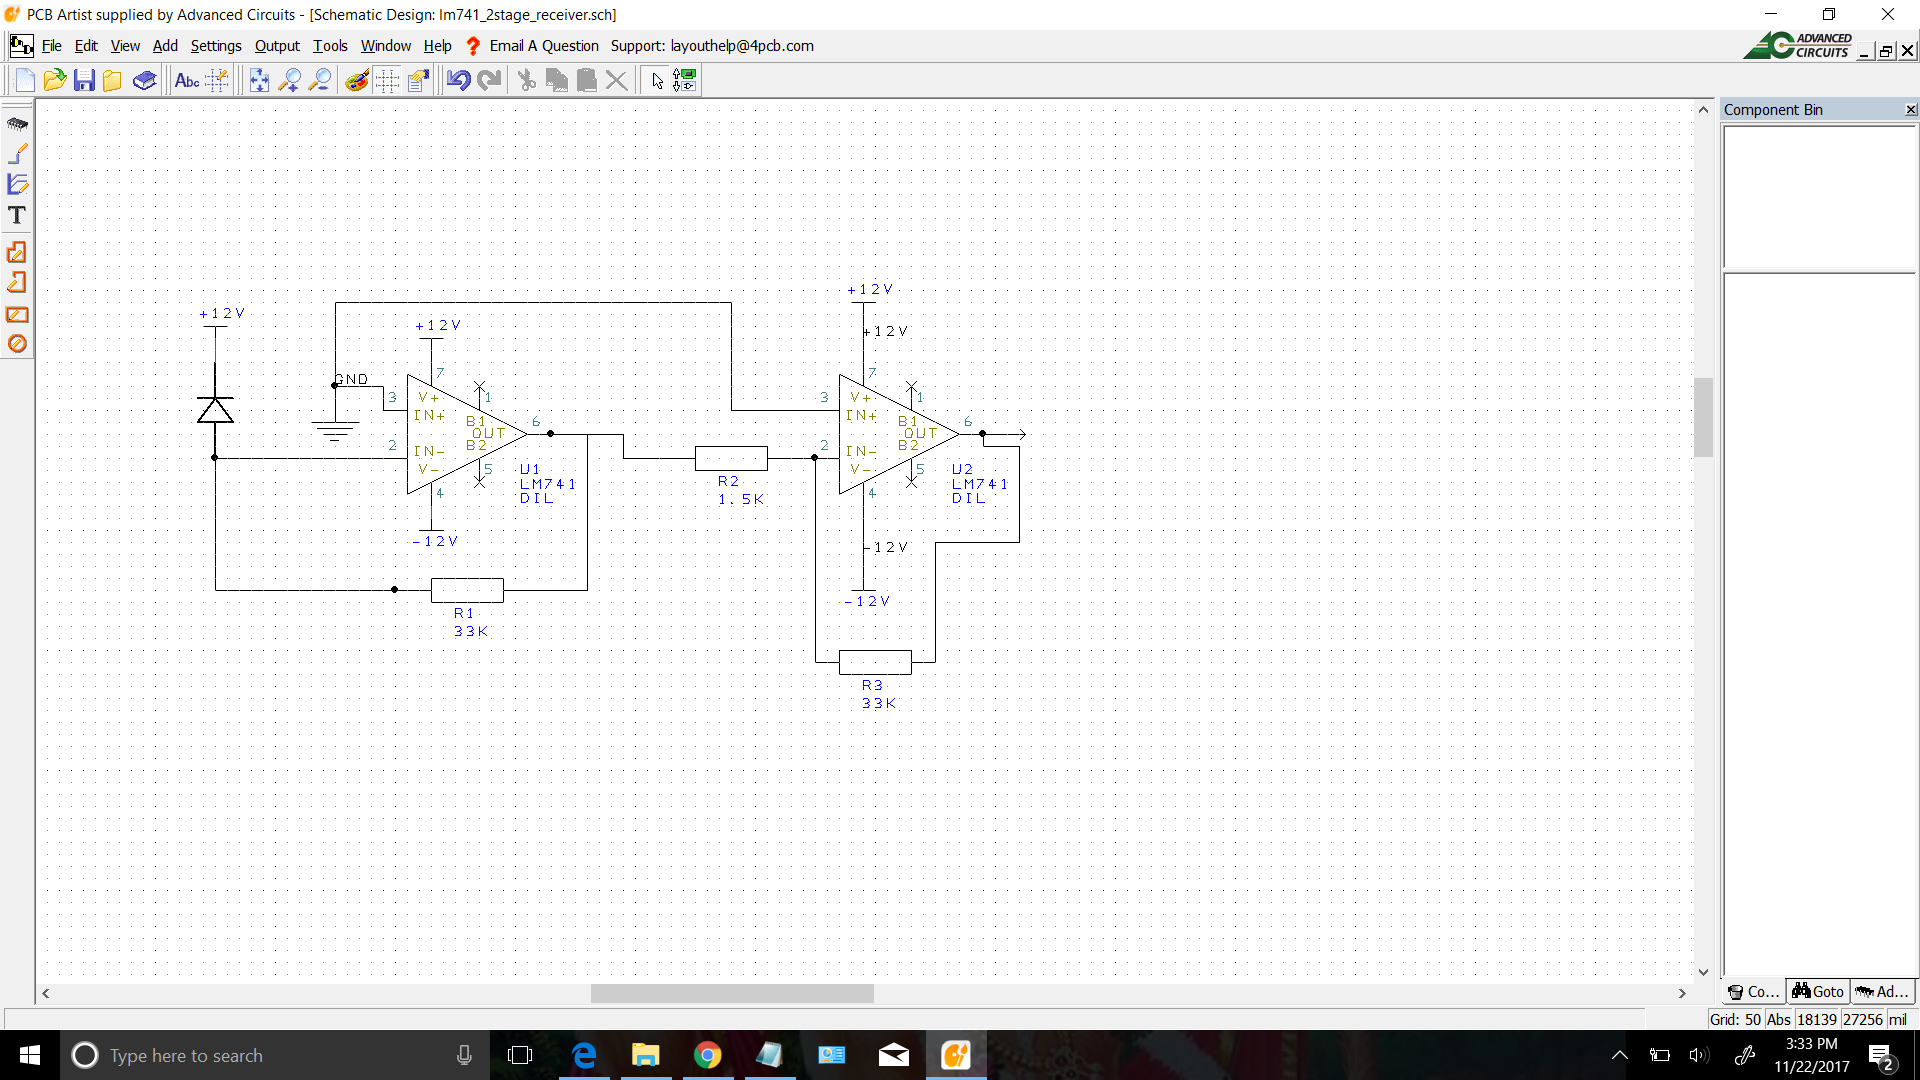 PCB Artist supplied by Advanced Circuits - [Schematic Design: lm741_2stage_receiver.sch]
File Edit View Add Settings Output Tools Window Help ? Email A Question Support: layouthelp@4pcb.com
ADVANCED
CIRCUITS
Abc
Component Bin
T
+12V
+12V
+12V
+12V
GND
7
3
V+
1
IN+
B1
6
OUT
2
IN-
B2
V-
5
4
U1
LM741
DIL
-12V
R1
33K
R2
1.5K
7
3
V+
1
IN+
B1
6
OUT
2
IN-
B2
V-
5
4
U2
LM741
DIL
-12V
-12V
R3
33K
Co... Goto Ad...
Grid: 50 Abs 18139 27256 mil
Type here to search
3:33 PM
11/22/2017
2